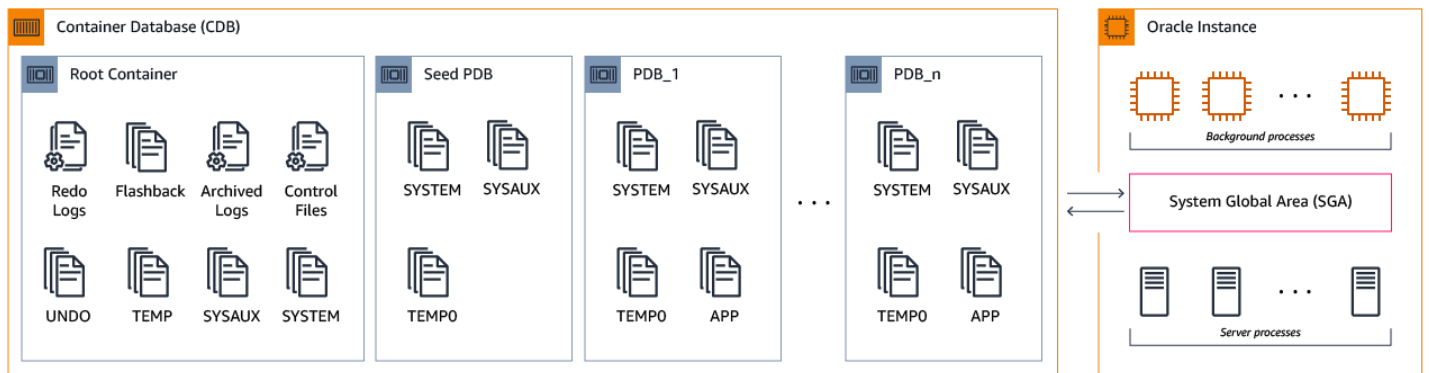 Container Database (CDB)
Oracle Instance
Root Container
Seed PDB
PDB_1
PDB_n
Redo
Logs
Flashback
Archived
Logs
Control
Files
SYSTEM
SYSAUX
SYSTEM
SYSAUX
SYSTEM
SYSAUX
UNDO
TEMP
SYSAUX
SYSTEM
TEMP0
TEMP0
APP
TEMP0
APP
. . .
. . .
Background processes
System Global Area (SGA)
. . .
Server processes